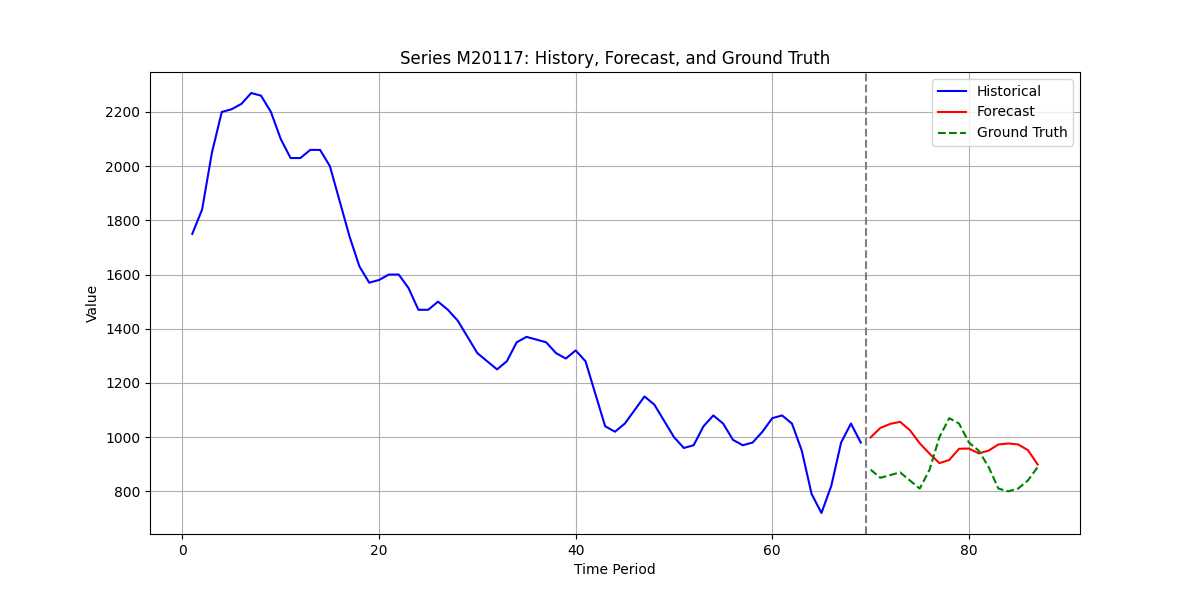 Series M20117: History, Forecast, and Ground Truth
Historical
Forecast
Ground Truth
2200
2000
1800
1600
1400
1200
1000
800
Value
0 20 40 60 80
Time Period